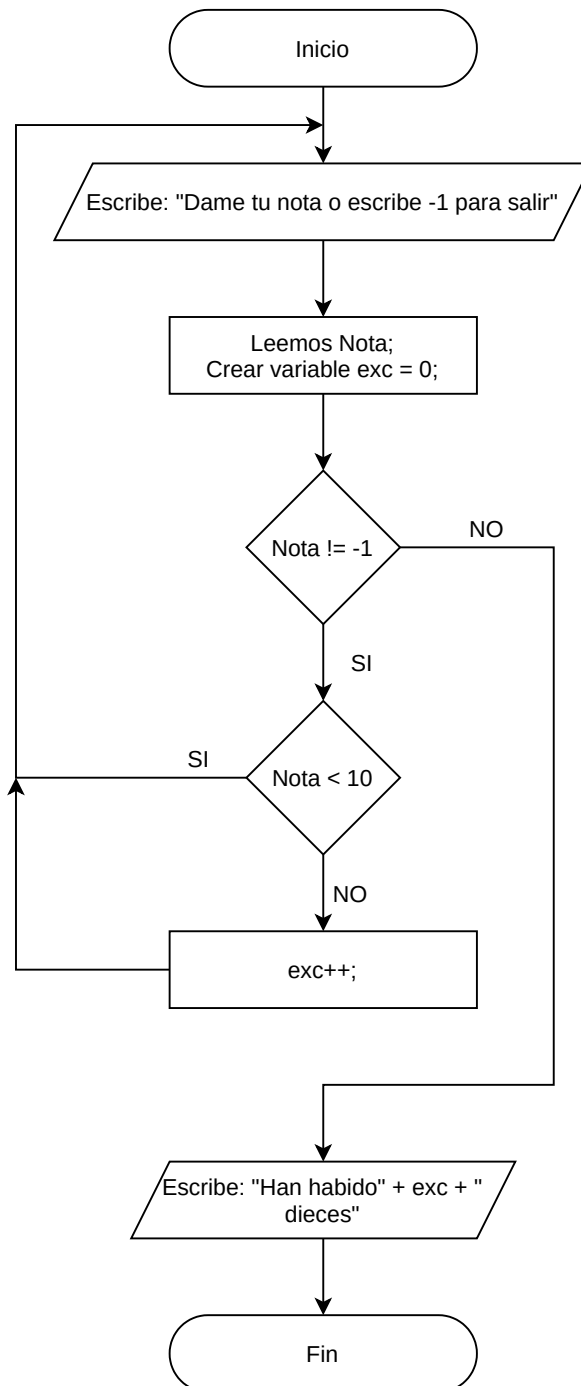 Inicio
Escribe: "Dame tu nota o escribe -1 para salir"
Leemos Nota;
Crear variable exc = 0;
Nota != -1
NO
SI
Nota < 10
SI
NO
exc++;
Escribe: "Han habido" + exc + "
dieces"
Fin